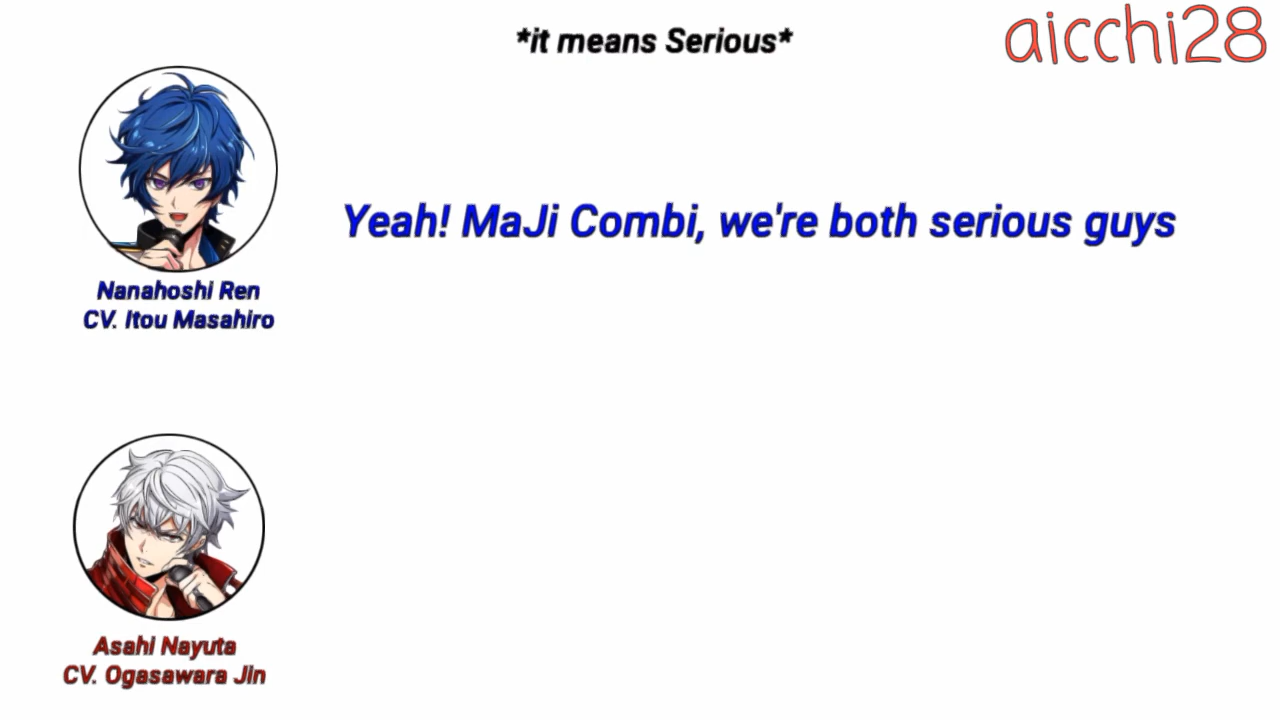 *it means Serious*
aicchi28
Yeah! MaJi Combi, we're both serious guys
Nanahoshi Ren
CV. Itou Masahiro
Asahi Nayuta
CV. Ogasawara Jin